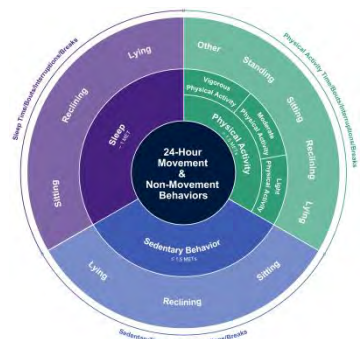 24-Hour
Movement
&
Non-Movement
Behaviors
Sleep
~1 MET
Physical Activity
Vigorous
Physical Activity
Moderate
Physical Activity
Light
Physical Activity
Sedentary Behavior
Lying
Reclining
Sitting
Other
Standing
Sitting
Reclining
Lying
Lying
Reclining
Sitting
Sleep Time/Bouts/Interruptions/Breaks
Physical Activity Time/Bouts/Interruptions/Breaks